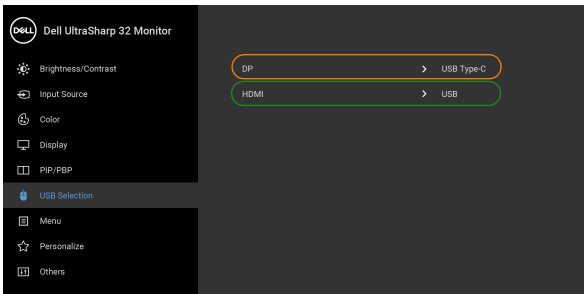 DELL Dell UltraSharp 32 Monitor
Brightness/Contrast
Input Source
Color
Display
PIP/PBP
USB Selection
Menu
Personalize
Others
DP > USB Type-C
HDMI > USB